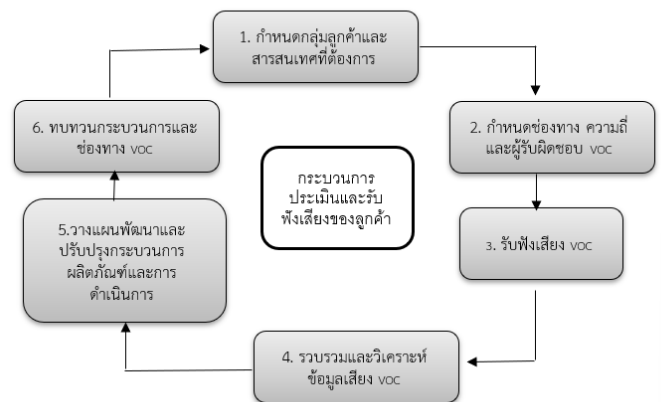 1. กำหนดกลุ่มลูกค้าและ
สารสนเทศที่ต้องการ
2. กำหนดช่องทาง ความถี่
และผู้รับผิดชอบ VOC
3. รับฟังเสียง VOC
4. รวบรวมและวิเคราะห์
ข้อมูลเสียง VOC
5.วางแผนพัฒนาและ
ปรับปรุงกระบวนการ
ผลิตภัณฑ์และการ
ดำเนินการ
6. ทบทวนกระบวนการและ
ช่องทาง VOC
กระบวนการ
ประเมินและรับ
ฟังเสียงของลูกค้า